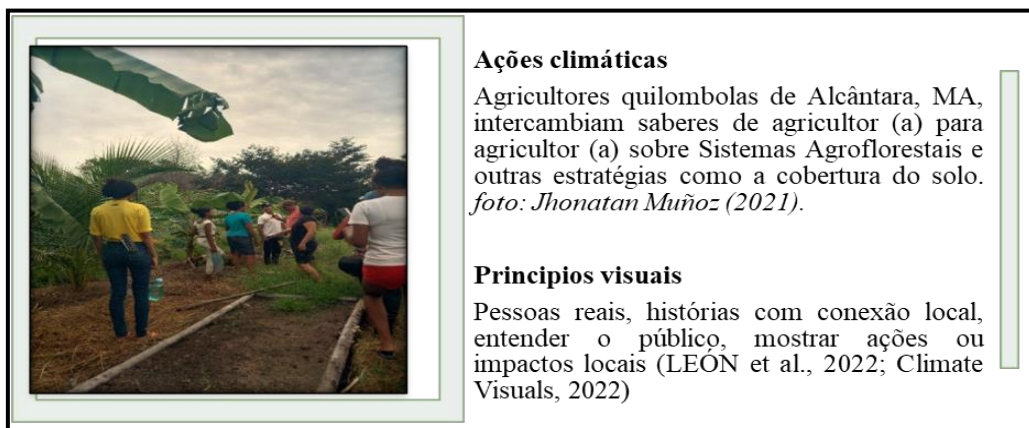 Ações climáticas
Agricultores quilombolas de Alcântara, MA,
intercambiam saberes de agricultor (a) para
agricultor (a) sobre Sistemas Agroflorestais e
outras estratégias como a cobertura do solo.
foto: Jhonatan Muñoz (2021).
Principios visuais
Pessoas reais, histórias com conexão local,
entender o público, mostrar ações ou
impactos locais (LEÓN et al., 2022; Climate
Visuals, 2022)